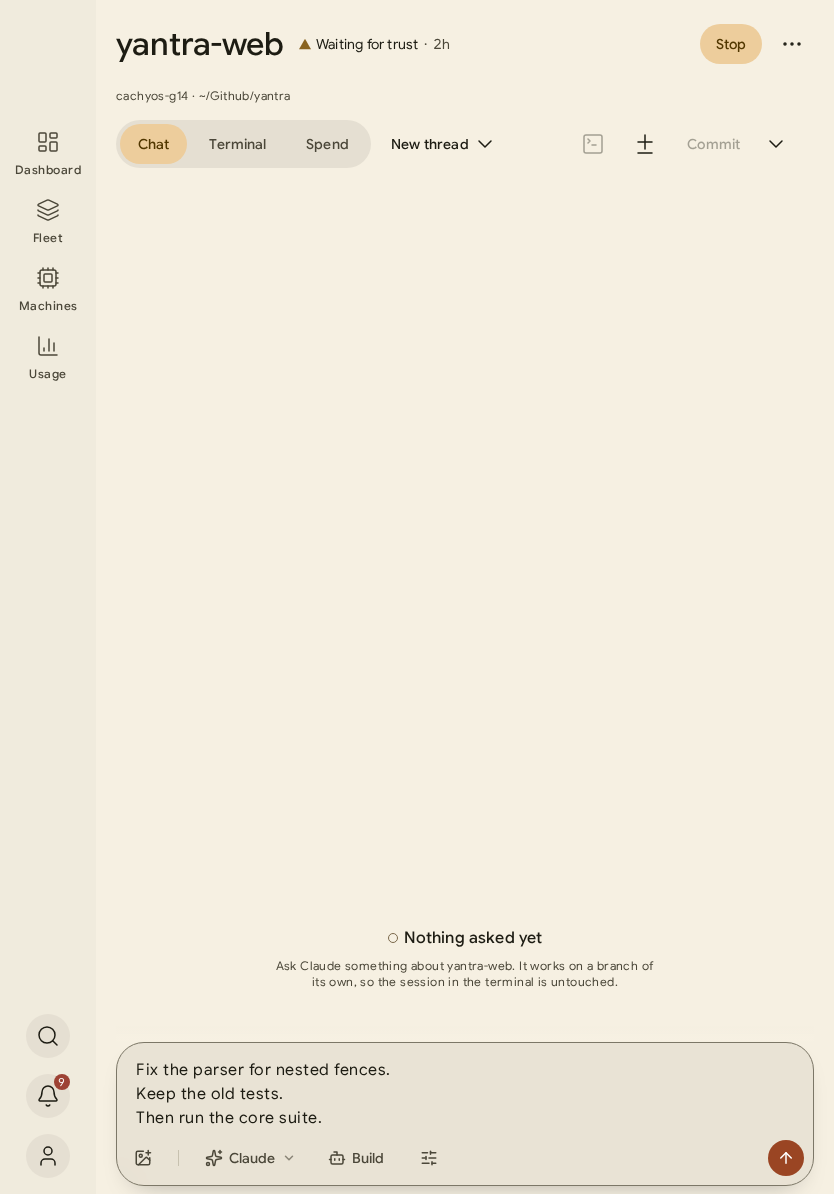 yantra-web
Waiting for trust · 2h
Stop
cachyos-g14 · ~/Github/yantra
Chat
Terminal
Spend
New thread
Commit
Dashboard
Fleet
Machines
Usage
Nothing asked yet
Ask Claude something about yantra-web. It works on a branch of
its own, so the session in the terminal is untouched.
9
Fix the parser for nested fences.
Keep the old tests.
Then run the core suite.
Claude
Build